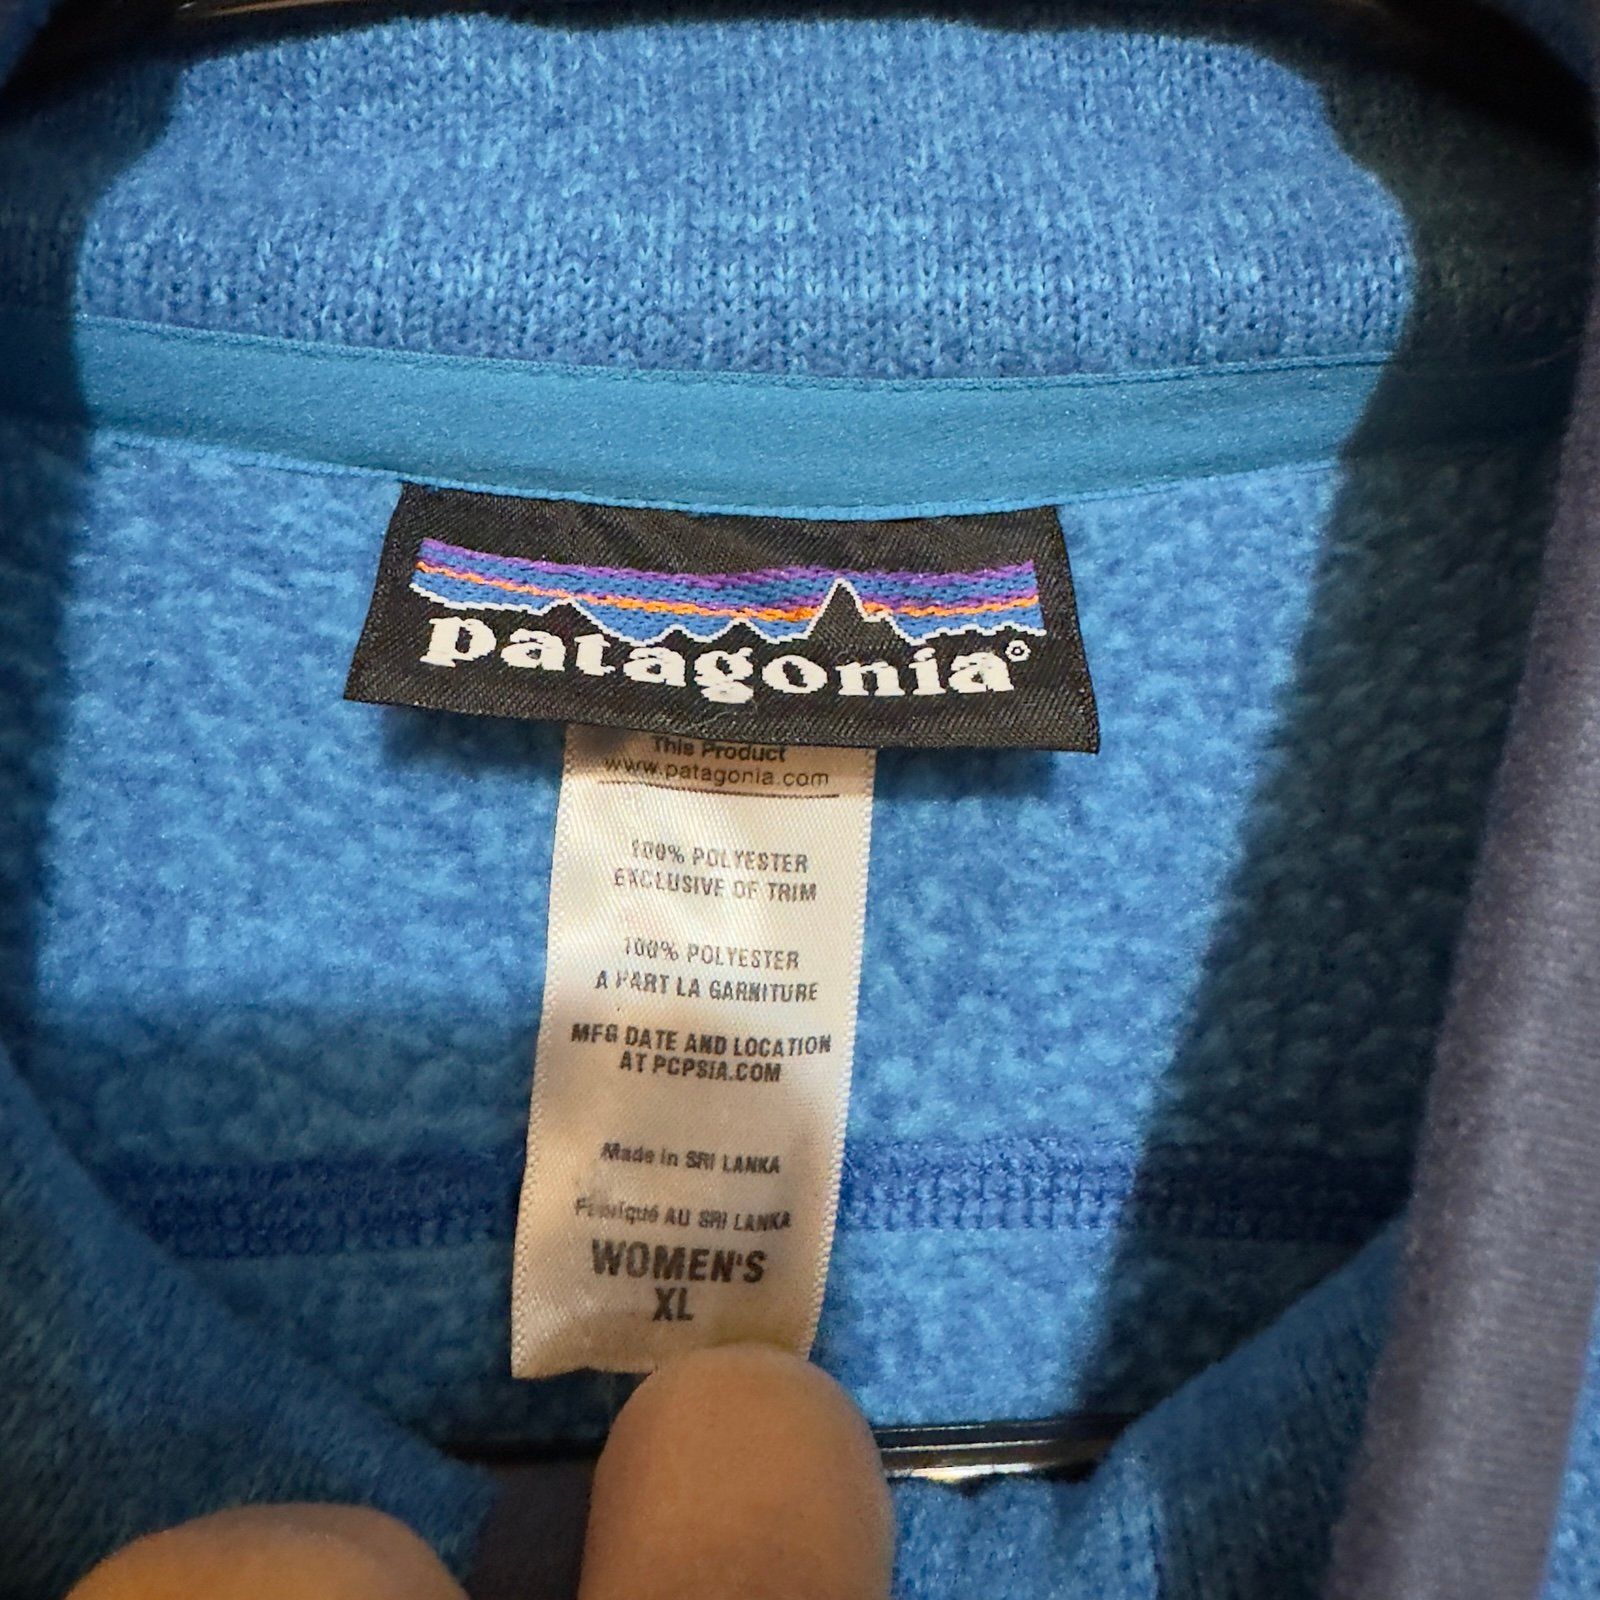 patagonia®
This Product
www.patagonia.com
100% POLYESTER
EXCLUSIVE OF TRIM
100% POLYESTER
A PART LA GARNITURE
MFG DATE AND LOCATION
AT PCPSIA.COM
Made in SRI LANKA
Fabriqué AU SRI LANKA
WOMEN'S
XL